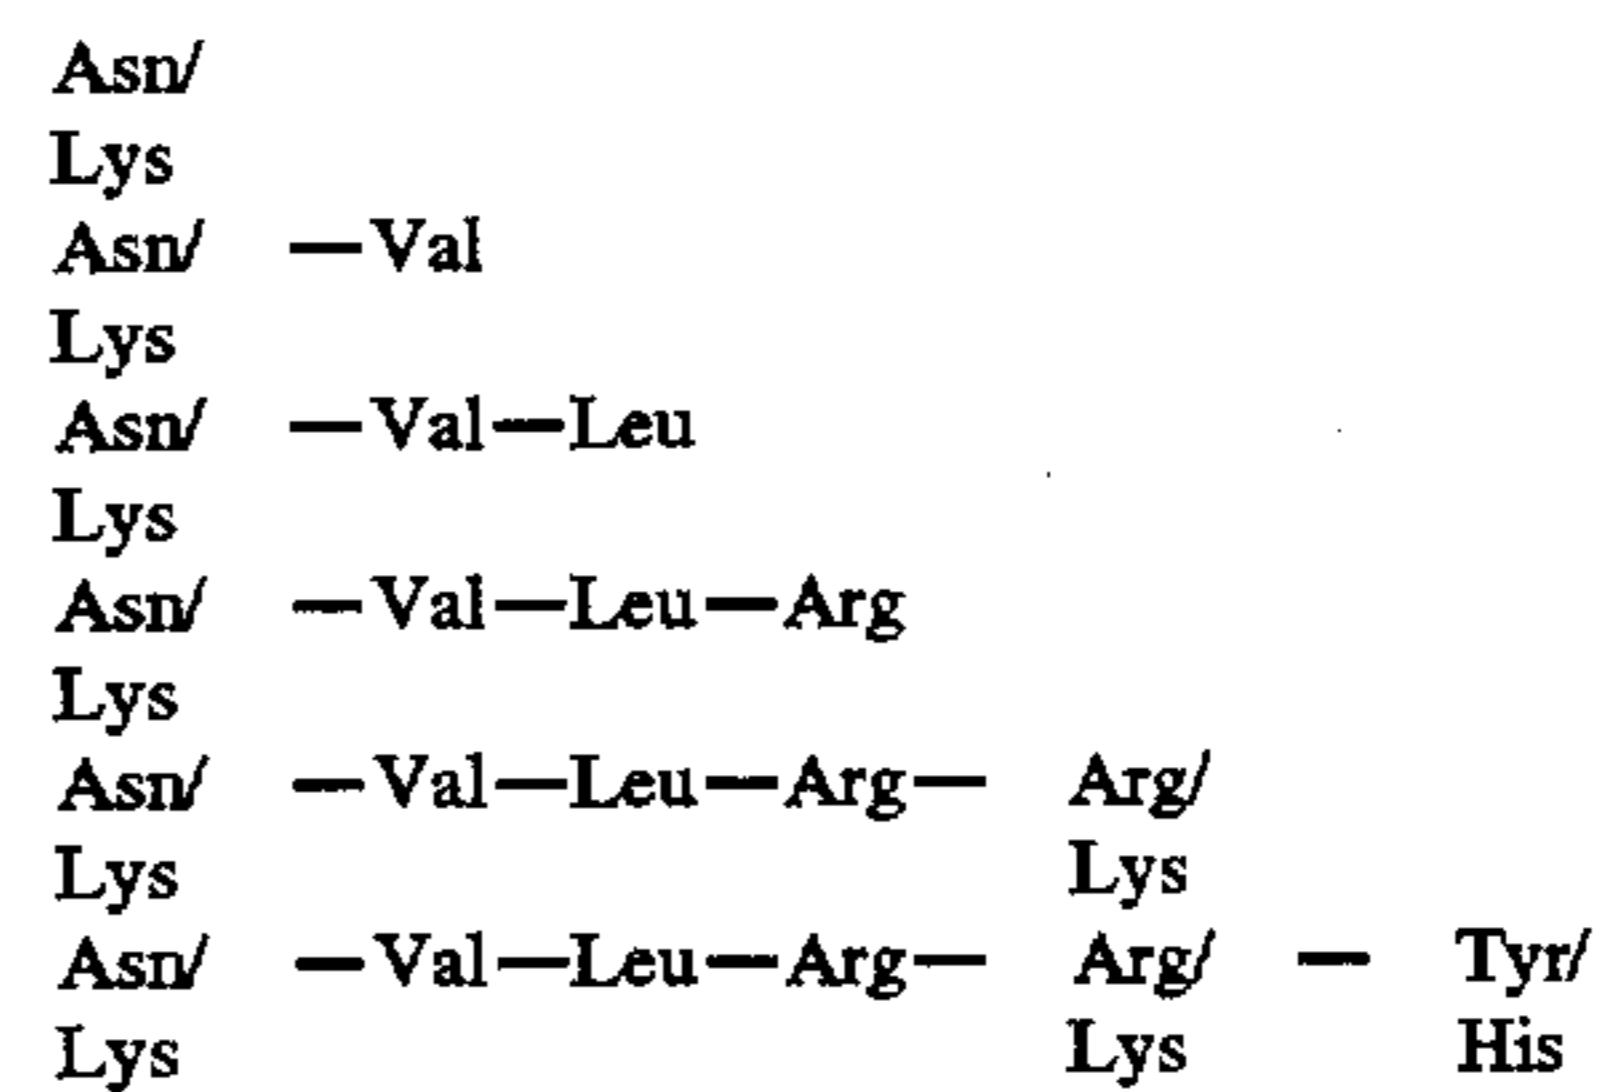 Asn/
Lys
Asn/ —Val
Lys
Asn/ —Val—Leu
Lys
Asn/ —Val—Leu—Arg
Lys
Asn/ —Val—Leu—Arg— Arg/
Lys Lys
Asn/ —Val—Leu—Arg— Arg/ — Tyr/
Lys Lys His